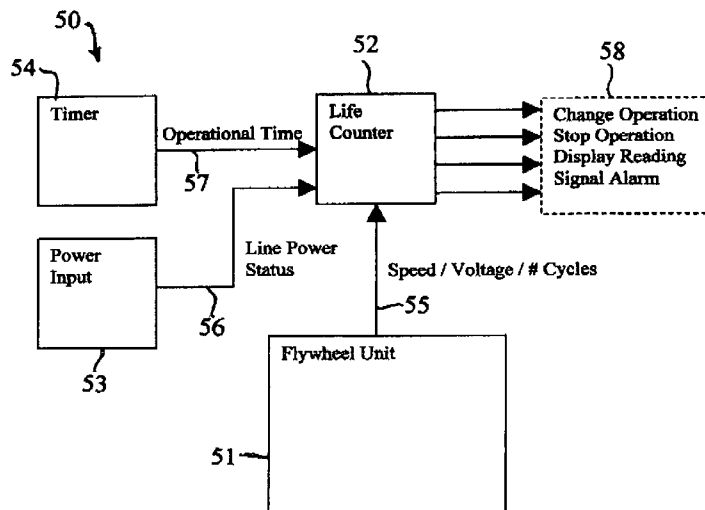 50
54
52
58
Timer
Operational Time
57
Life
Counter
Change Operation
Stop Operation
Display Reading
Signal Alarm
Power
Input
Line Power
Status
56
53
Speed / Voltage / # Cycles
55
Flywheel Unit
51